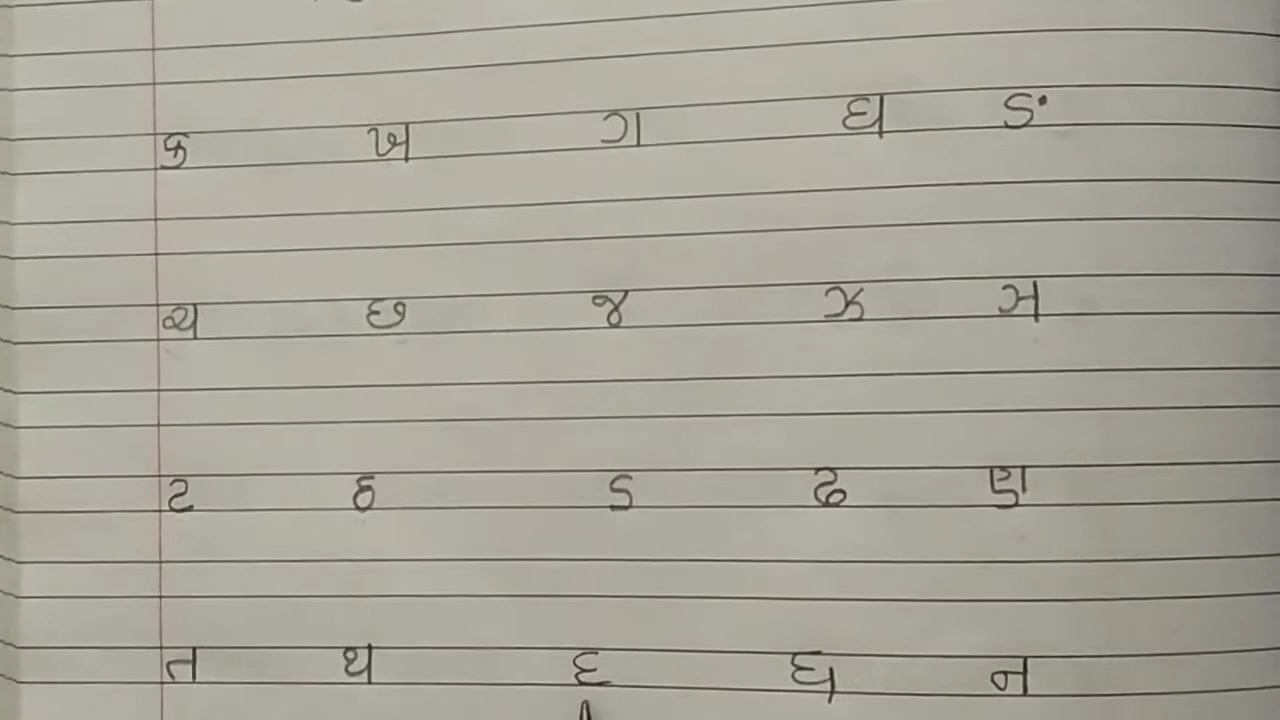 ક ખ ગ ઘ ઙ
ચ છ જ ઝ ઞ
ટ ઠ ડ ઢ ણ
ત થ દ ધ ન